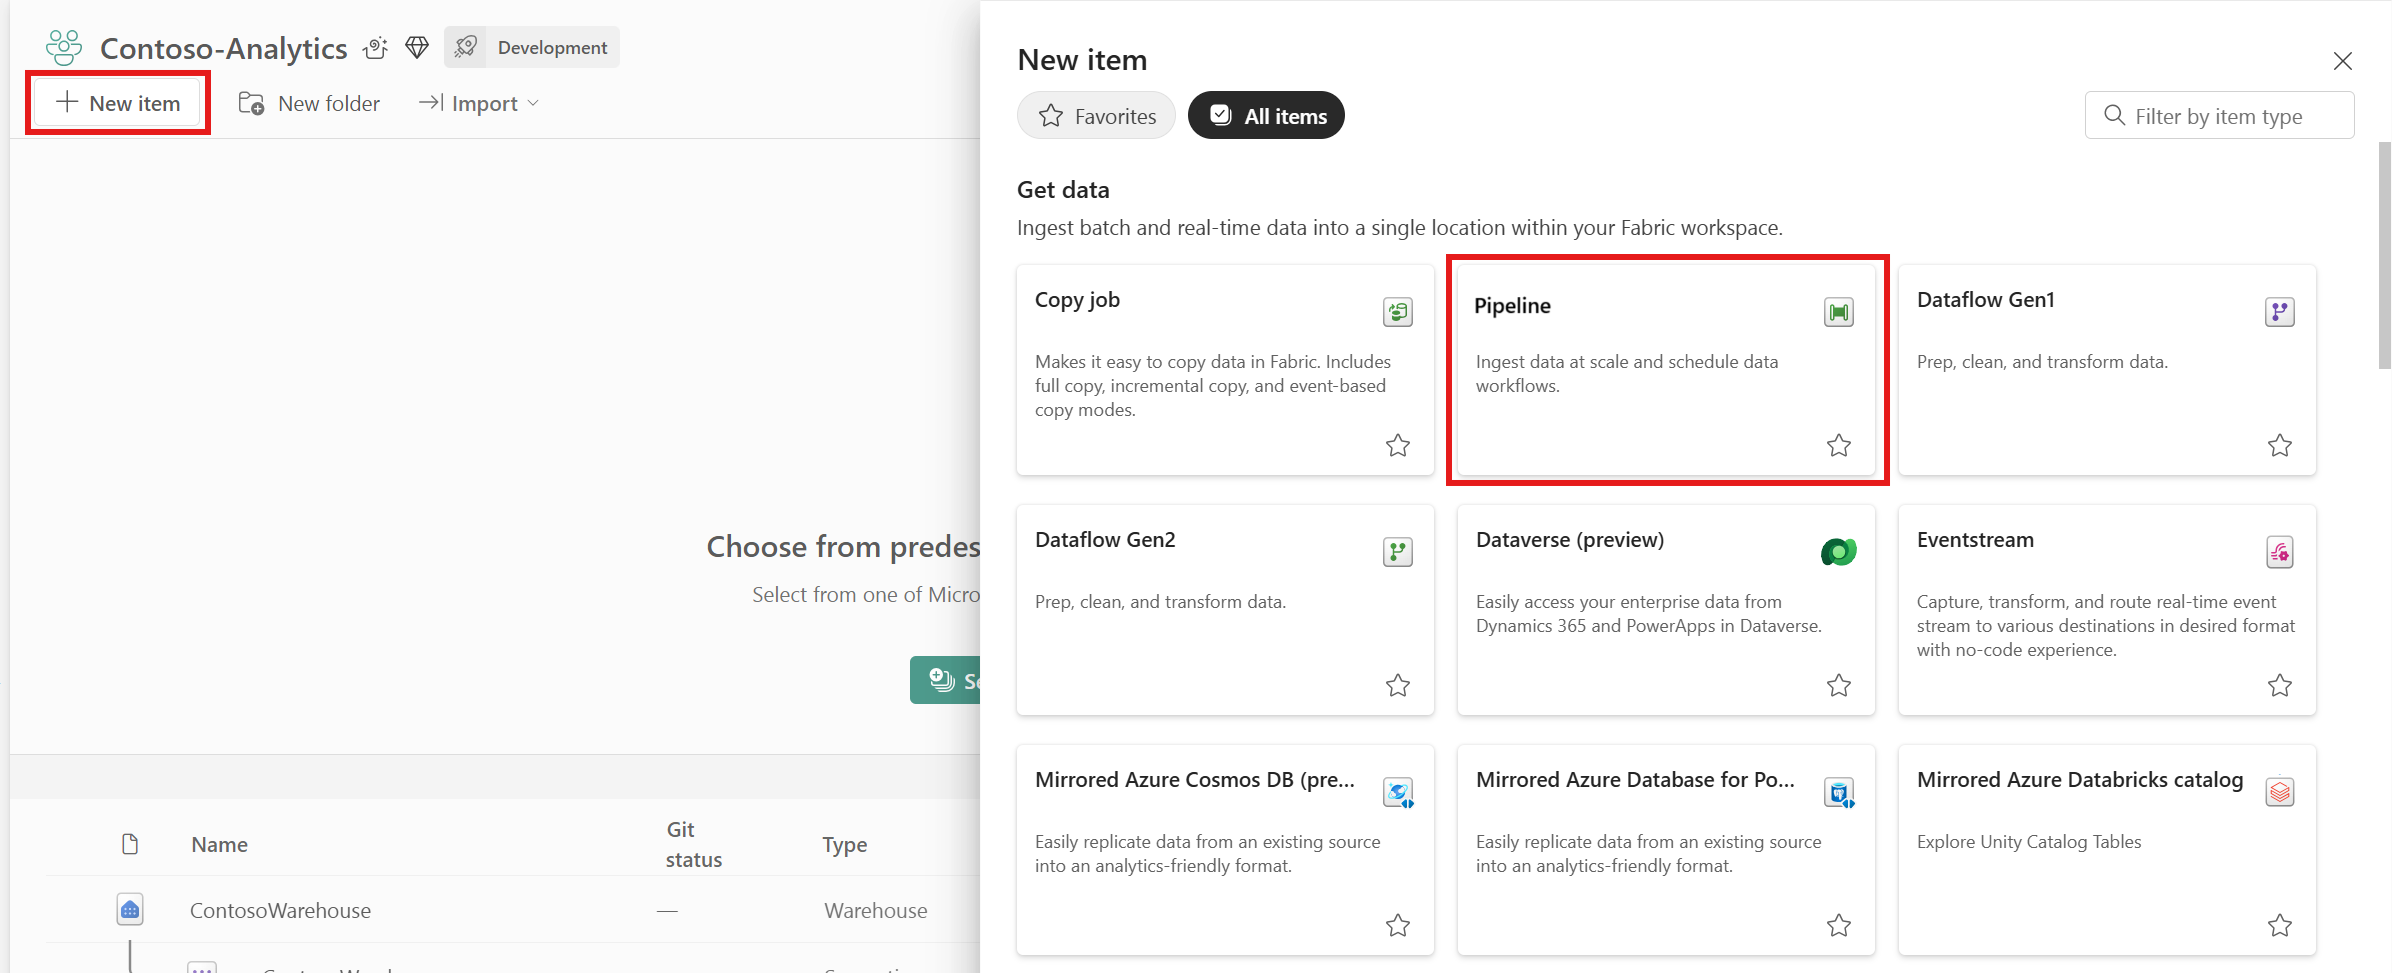 Contoso-Analytics
Development
New item
New folder
Import
Choose from predes
Select from one of Micro
Name
Git
status
Type
ContosoWarehouse
—
Warehouse
New item
Favorites
All items
Filter by item type
Get data
Ingest batch and real-time data into a single location within your Fabric workspace.
Copy job
Makes it easy to copy data in Fabric. Includes
full copy, incremental copy, and event-based
copy modes.
Pipeline
Ingest data at scale and schedule data
workflows.
Dataflow Gen1
Prep, clean, and transform data.
Dataflow Gen2
Prep, clean, and transform data.
Dataverse (preview)
Easily access your enterprise data from
Dynamics 365 and PowerApps in Dataverse.
Eventstream
Capture, transform, and route real-time event
stream to various destinations in desired format
with no-code experience.
Mirrored Azure Cosmos DB (pre...
Easily replicate data from an existing source
into an analytics-friendly format.
Mirrored Azure Database for Po...
Easily replicate data from an existing source
into an analytics-friendly format.
Mirrored Azure Databricks catalog
Explore Unity Catalog Tables